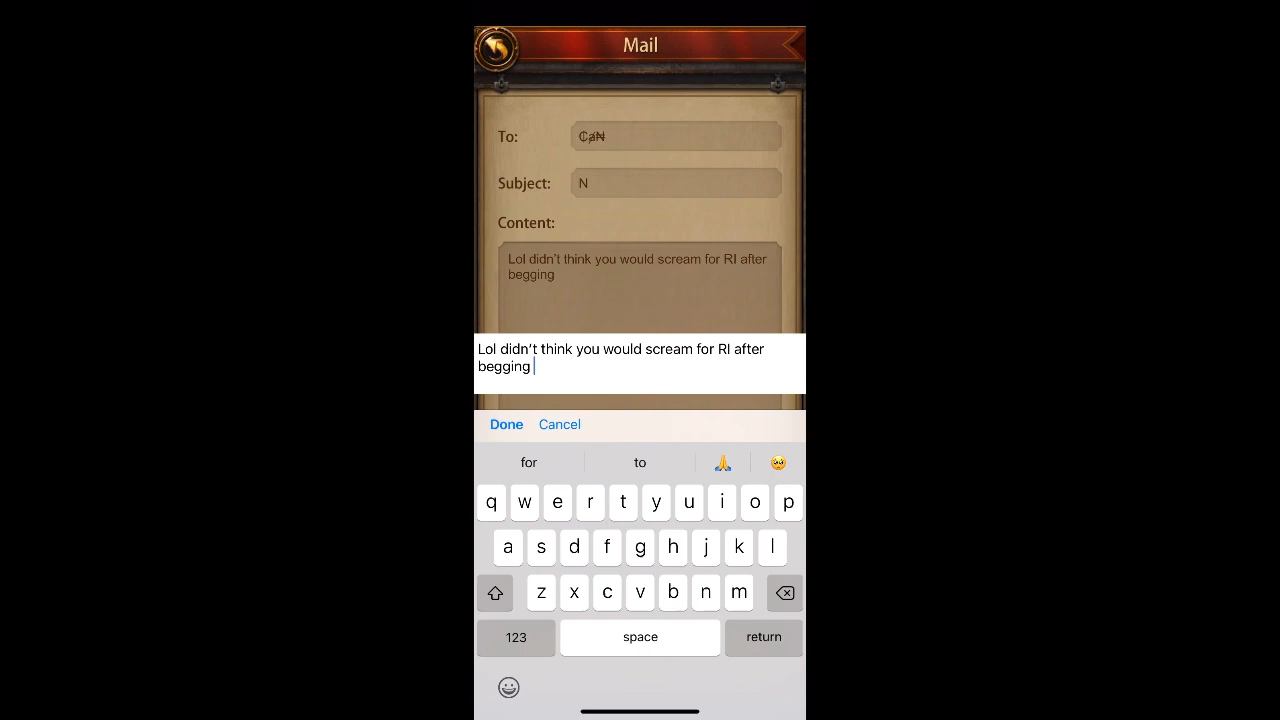 Mail
To: ₵a̷₦
Subject: N
Content:
Lol didn't think you would scream for RI after
begging
Lol didn't think you would scream for RI after
begging
Done Cancel
for to 🙏 🥺
q w e r t y u i o p
a s d f g h j k l
z x c v b n m
123 space return